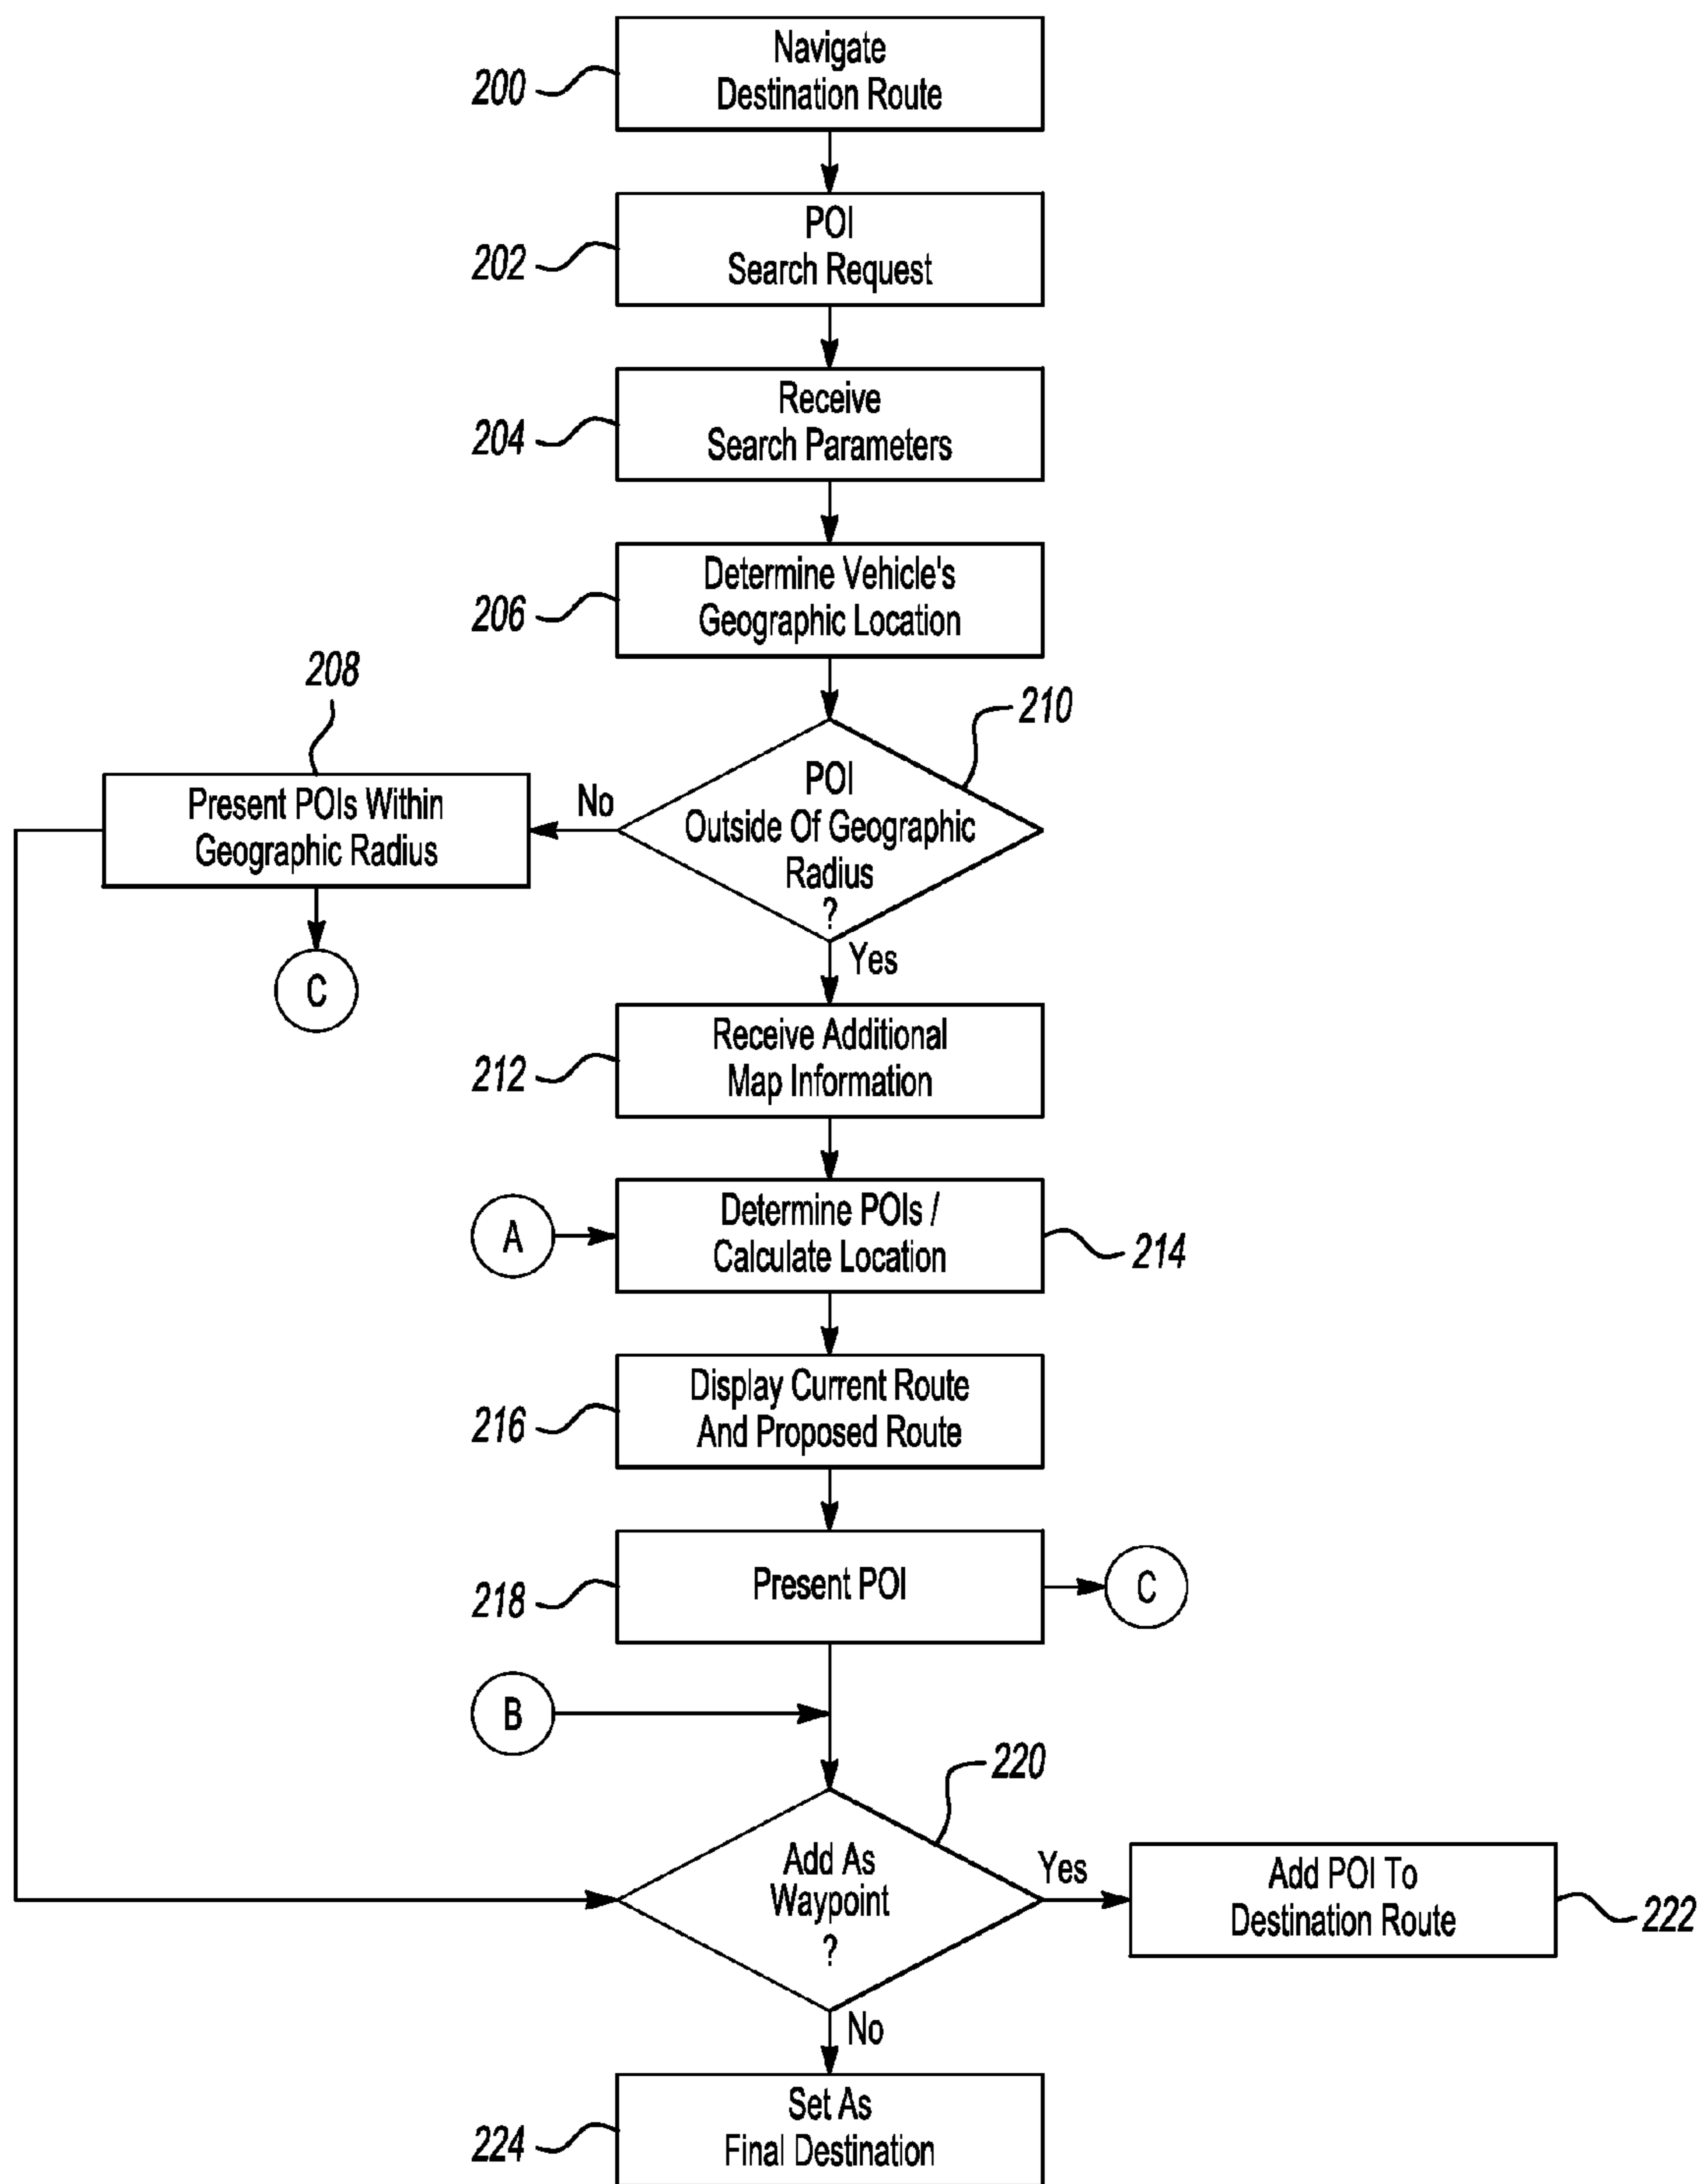 Navigate
Destination Route
200
POI
Search Request
202
Receive
Search Parameters
204
Determine Vehicle's
Geographic Location
206
208
210
Present POIs Within
Geographic Radius
No
POI
Outside Of Geographic
Radius
?
Yes
C
Receive Additional
Map Information
212
A
Determine POIs /
Calculate Location
214
Display Current Route
And Proposed Route
216
Present POI
218
C
B
220
Add As
Waypoint
?
Yes
Add POI To
Destination Route
222
No
Set As
Final Destination
224